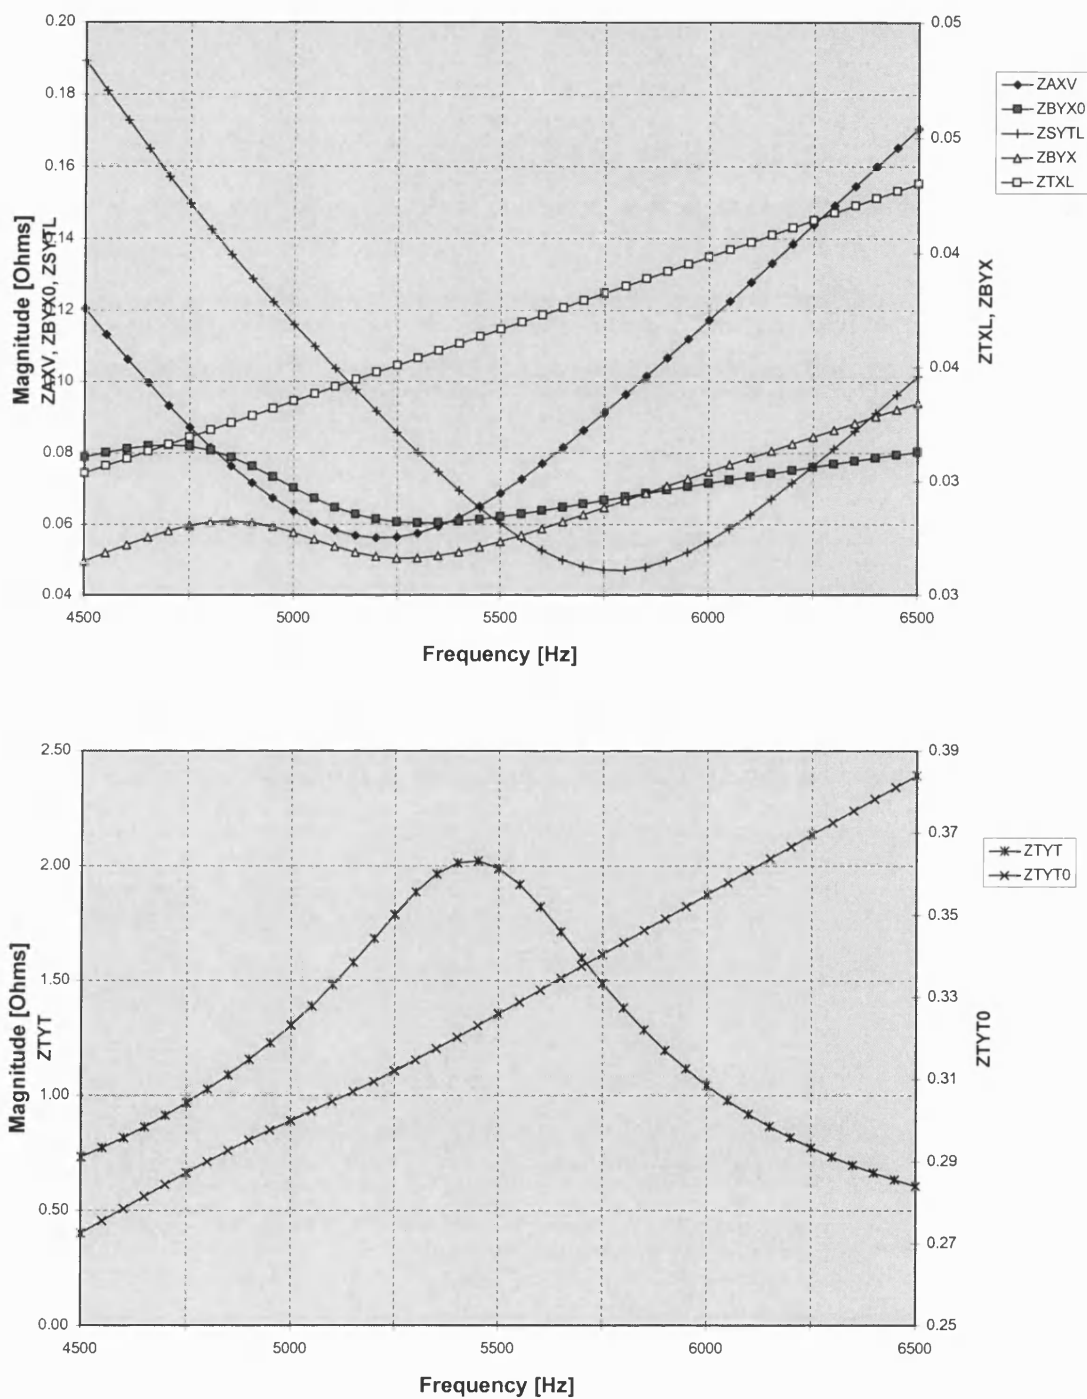 0.20
0.18
0.16
0.14
0.12
0.10
0.08
0.06
0.04
Magnitude [Ohms]
ZAXV, ZBYX0, ZSYTL
0.05
0.05
0.04
0.04
0.03
0.03
ZTXL, ZBYX
ZAXV
ZBYX0
ZSYTL
ZBYX
ZTXL
4500
5000
5500
6000
6500
Frequency [Hz]
2.50
2.00
1.50
1.00
0.50
0.00
Magnitude [Ohms]
ZTYT
0.39
0.37
0.35
0.33
0.31
0.29
0.27
0.25
ZTYT0
ZTYT
ZTYT0
4500
5000
5500
6000
6500
Frequency [Hz]